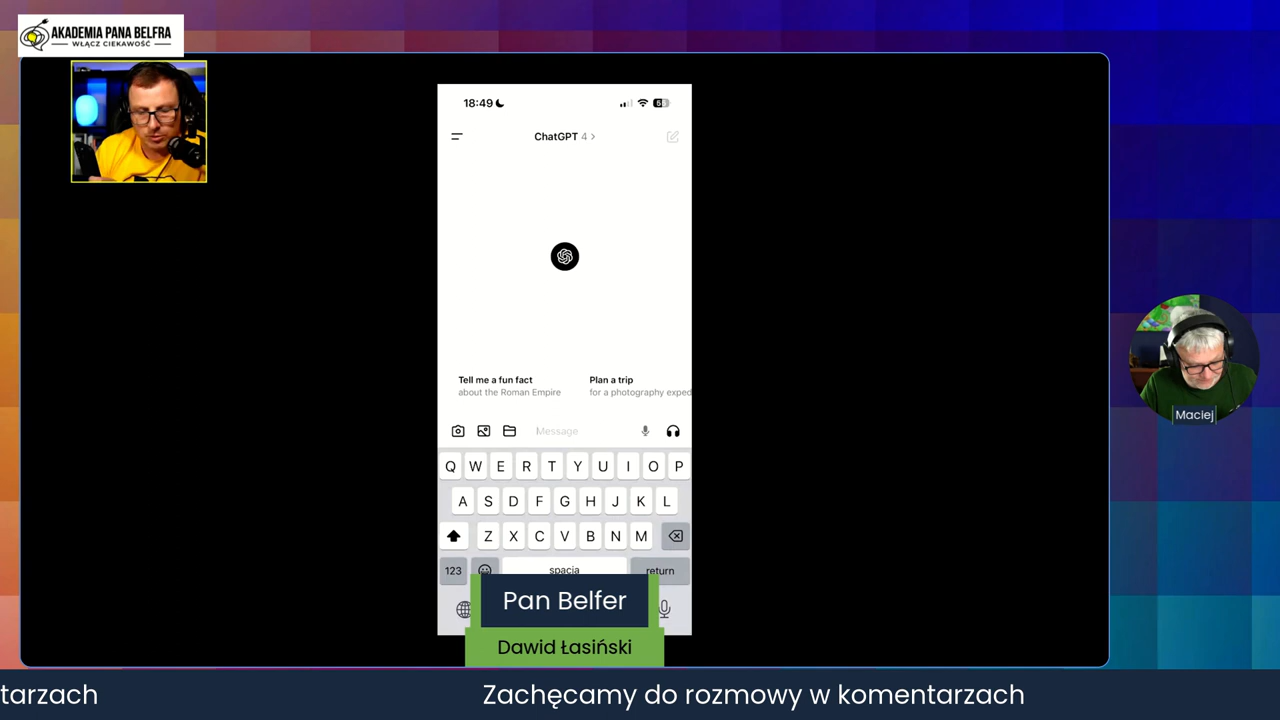 AKADEMIA PANA BELFRA
WŁĄCZ CIEKAWOŚĆ
18:49
ChatGPT 4 >
Tell me a fun fact
about the Roman Empire
Plan a trip
for a photography exped
Message
Q W E R T Y U I O P
A S D F G H J K L
Z X C V B N M
123
spacja
return
Maciej
Pan Belfer
Dawid Łasiński
tarzach
Zachęcamy do rozmowy w komentarzach